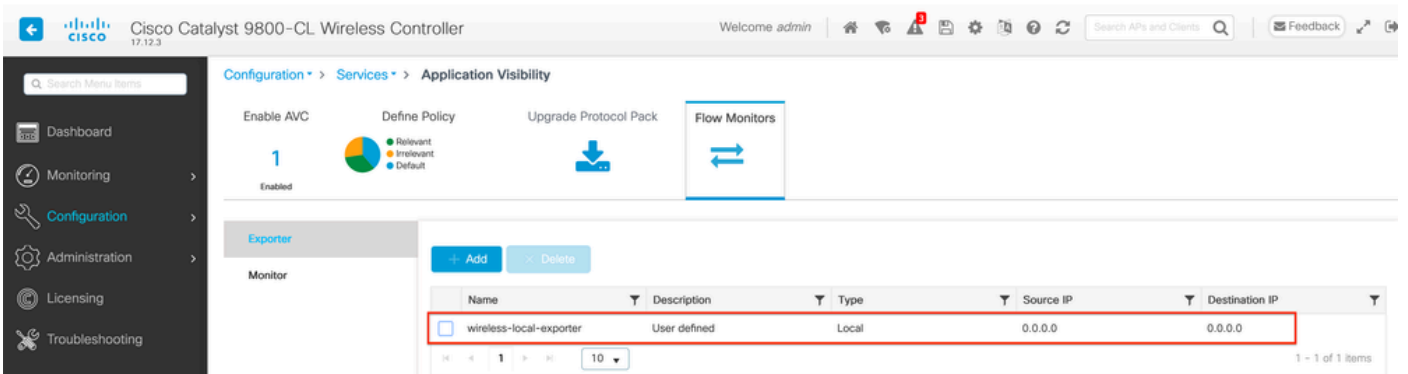 CISCO
Cisco Catalyst 9800-CL Wireless Controller
17.12.3
Welcome admin
3
Search APs and Clients
Feedback
Search Menu Items
Dashboard
Monitoring
Configuration
Administration
Licensing
Troubleshooting
Configuration > Services > Application Visibility
Enable AVC
1
Enabled
Define Policy
Relevant
Irrelevant
Default
Upgrade Protocol Pack
Flow Monitors
Exporter
Monitor
+ Add × Delete
Name Description Type Source IP Destination IP
wireless-local-exporter User defined Local 0.0.0.0 0.0.0.0
1 10 1 - 1 of 1 items